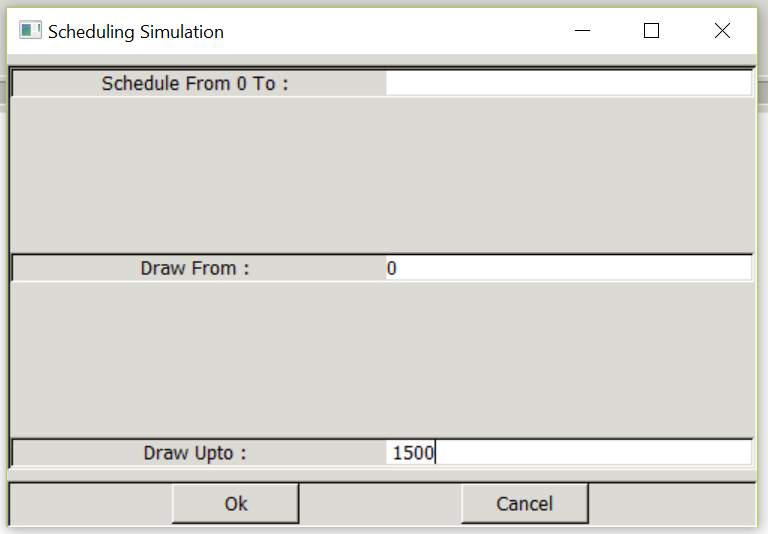 Scheduling Simulation
Schedule From 0 To :
Draw From : 0
Draw Upto : 1500
Ok Cancel